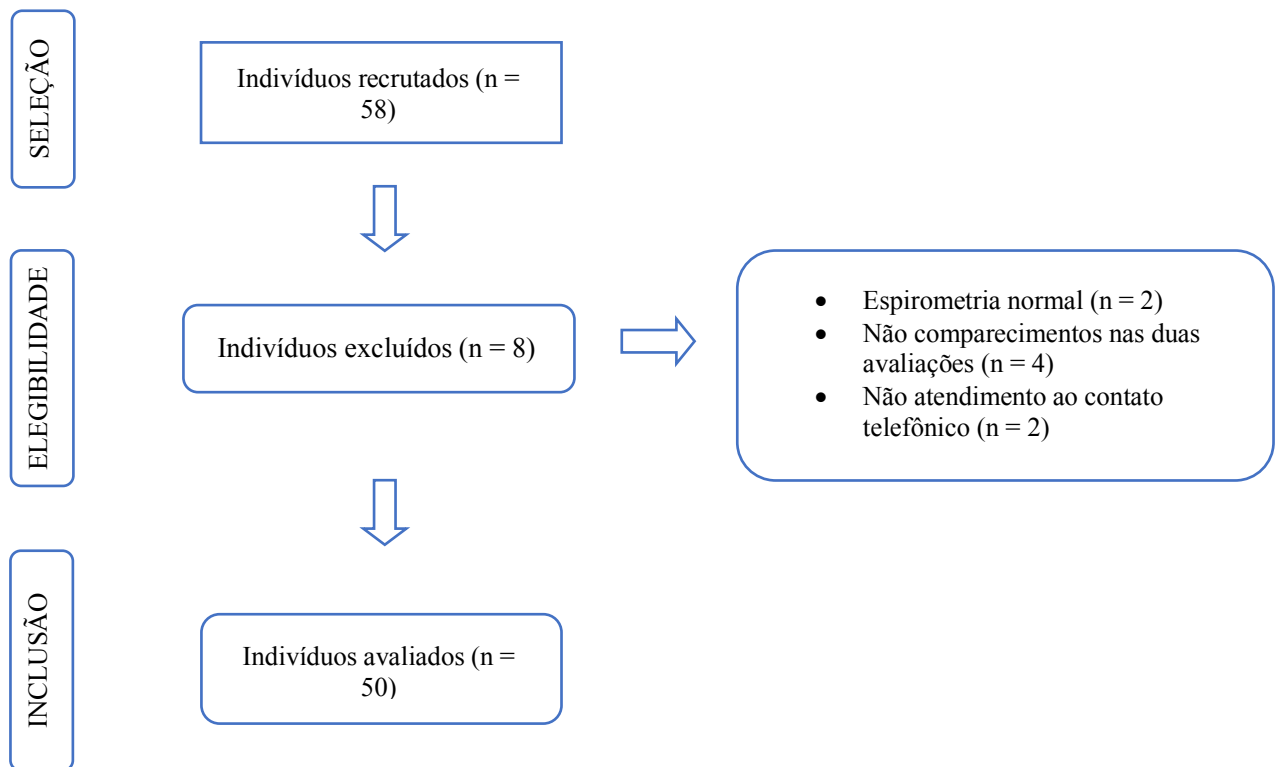 SELEÇÃO
Indivíduos recrutados (n =
58)
ELEGIBILIDADE
Indivíduos excluídos (n = 8)
• Espirometria normal (n = 2)
• Não comparecimentos nas duas
avaliações (n = 4)
• Não atendimento ao contato
telefônico (n = 2)
INCLUSÃO
Indivíduos avaliados (n =
50)